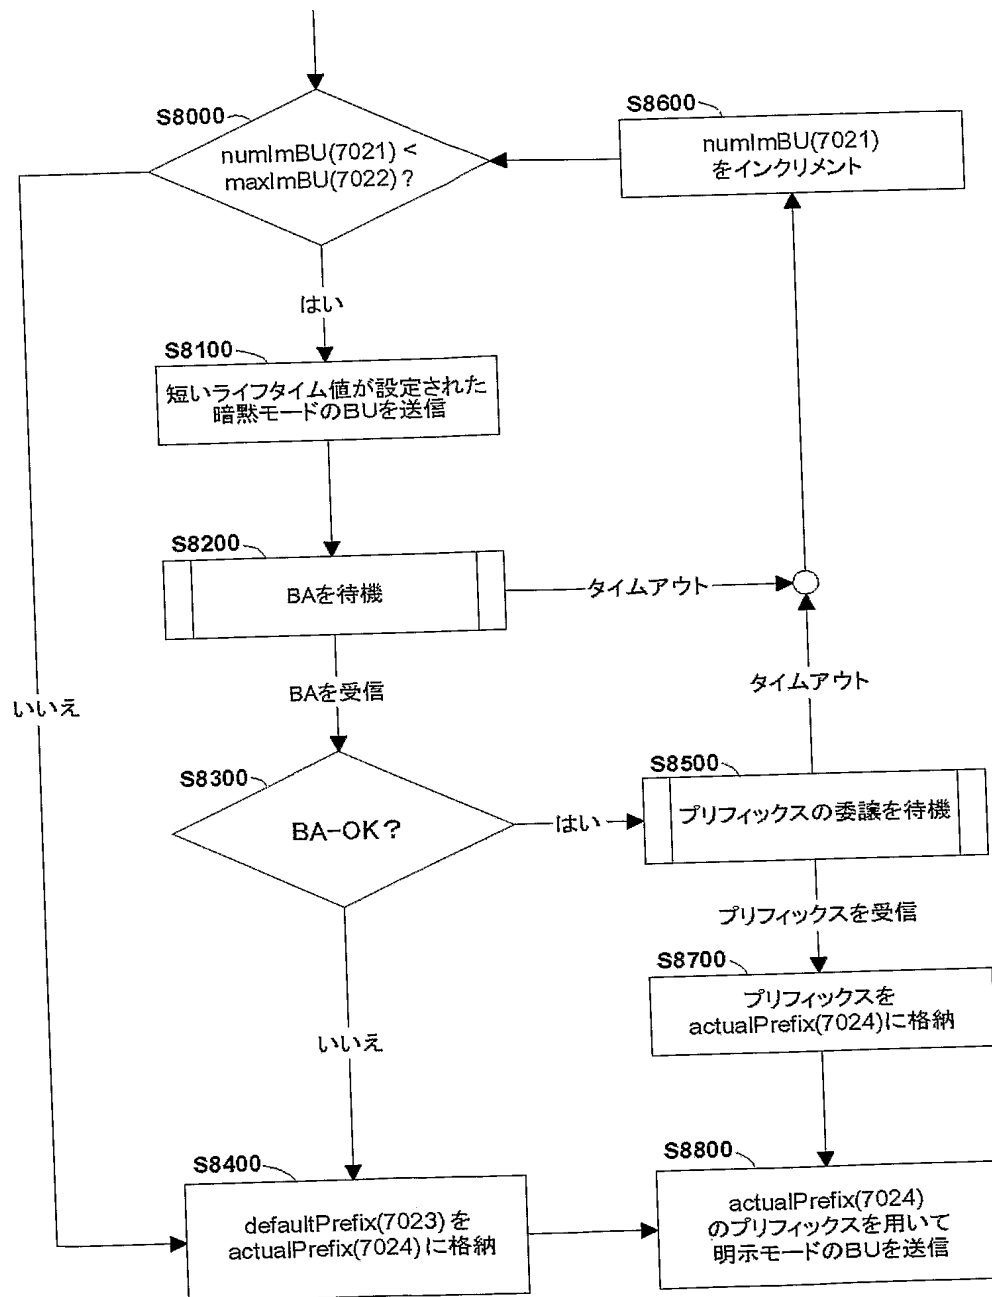 S8000
numImBU(7021) <
maxImBU(7022)?
S8600
numImBU(7021)
をインクリメント
はい
S8100
短いライフタイム値が設定された
暗黙モードのBUを送信
S8200
BAを待機
タイムアウト
BAを受信
タイムアウト
いいえ
S8300
BA-OK?
はい
S8500
プリフィックスの委譲を待機
プリフィックスを受信
S8700
プリフィックスを
actualPrefix(7024)に格納
いいえ
S8400
defaultPrefix(7023)を
actualPrefix(7024)に格納
S8800
actualPrefix(7024)
のプリフィックスを用いて
明示モードのBUを送信